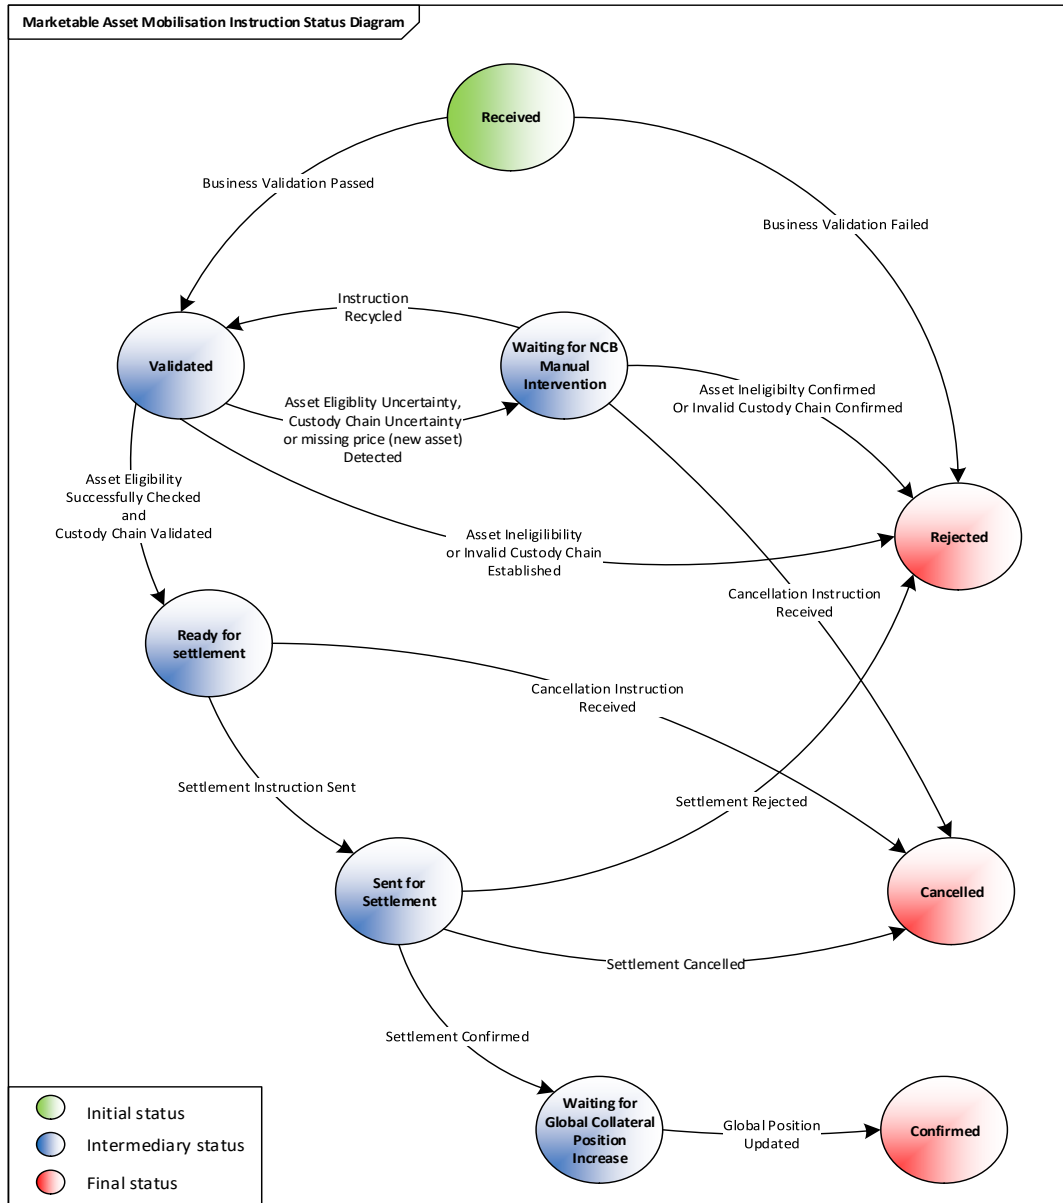 Marketable Asset Mobilisation Instruction Status Diagram
Received
Business Validation Passed
Business Validation Failed
Instruction
Recycled
Validated
Waiting for NCB
Manual
Intervention
Asset Ineligibilty Confirmed
Or Invalid Custody Chain Confirmed
Asset Eligiblity Uncertainty,
Custody Chain Uncertainty
or missing price (new asset)
Detected
Asset Eligibility
Successfully Checked
and
Custody Chain Validated
Asset Ineligilibility
or Invalid Custody Chain
Established
Rejected
Cancellation Instruction
Received
Ready for
settlement
Cancellation Instruction
Received
Settlement Instruction Sent
Settlement Rejected
Sent for
Settlement
Cancelled
Settlement Cancelled
Settlement Confirmed
Waiting for
Global Collateral
Position
Increase
Global Position
Updated
Confirmed
Initial status
Intermediary status
Final status